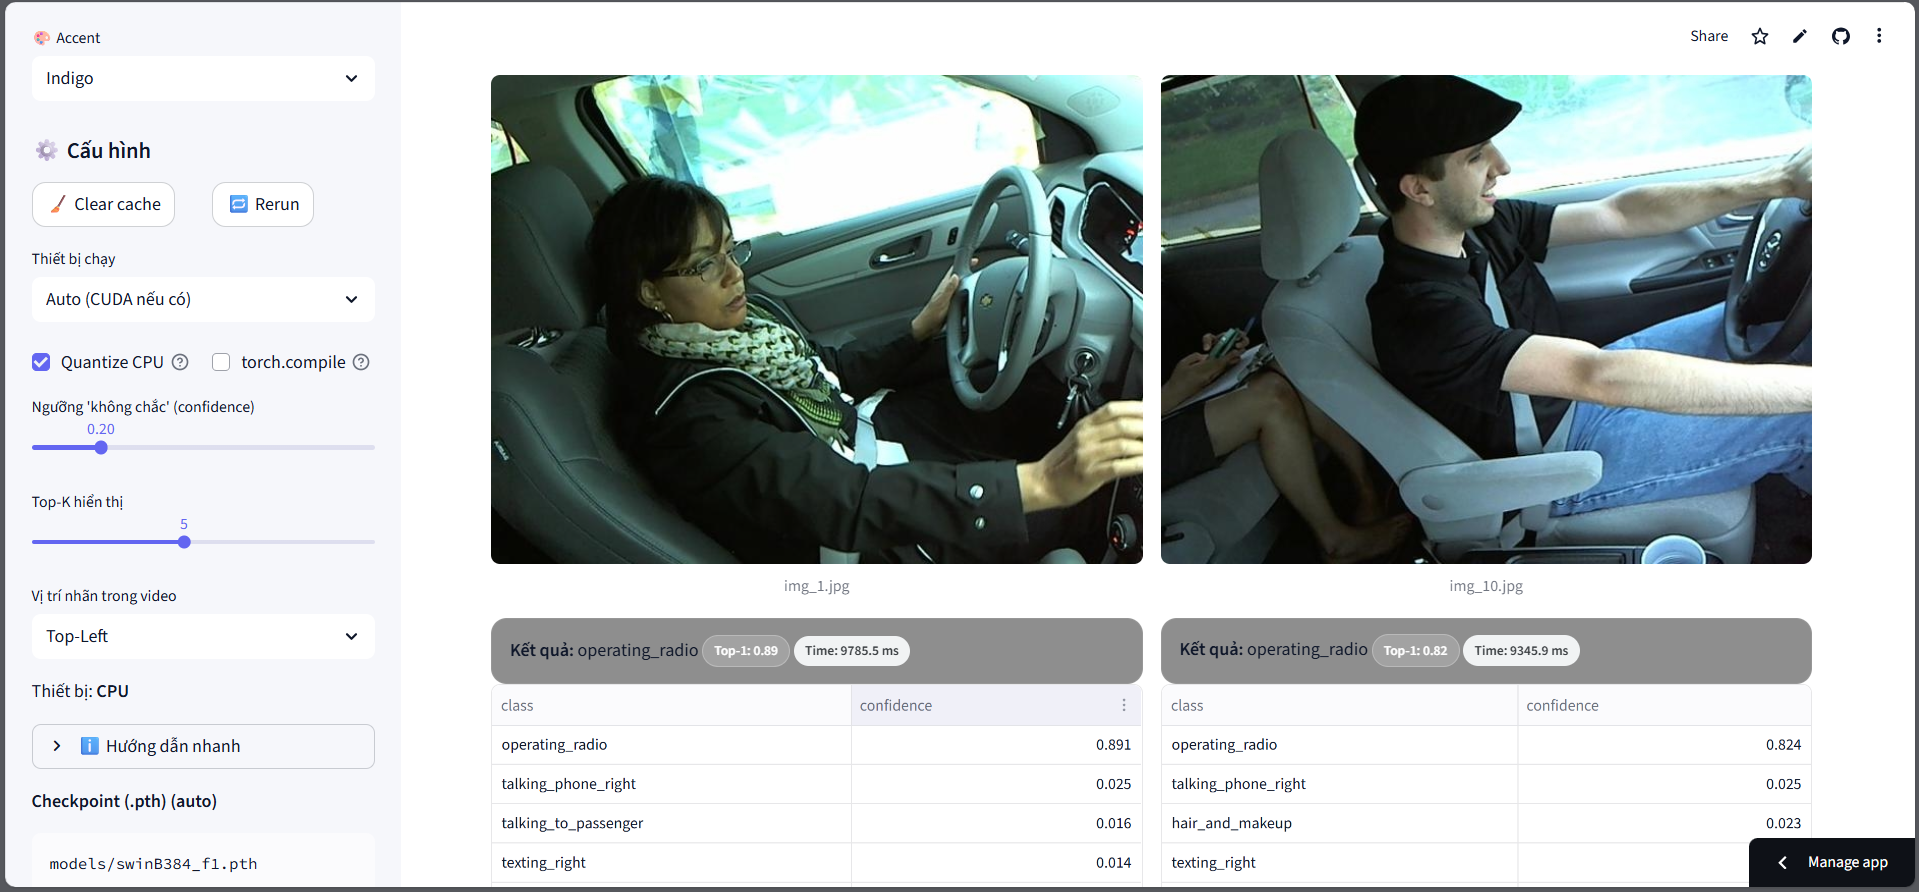 Accent
Indigo
Cấu hình
Clear cache
Rerun
Thiết bị chạy
Auto (CUDA nếu có)
Quantize CPU
torch.compile
Ngưỡng 'không chắc' (confidence)
0.20
Top-K hiển thị
5
Vị trí nhãn trong video
Top-Left
Thiết bị: CPU
Hướng dẫn nhanh
Checkpoint (.pth) (auto)
models/swinB384_f1.pth
Share
img_1.jpg
Kết quả: operating_radio Top-1: 0.89 Time: 9785.5 ms
class confidence
operating_radio 0.891
talking_phone_right 0.025
talking_to_passenger 0.016
texting_right 0.014
img_10.jpg
Kết quả: operating_radio Top-1: 0.82 Time: 9345.9 ms
class confidence
operating_radio 0.824
talking_phone_right 0.025
hair_and_makeup 0.023
texting_right
Manage app